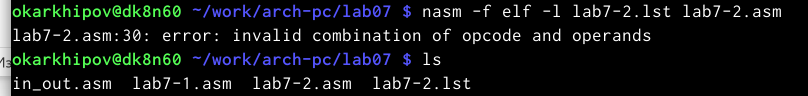 okarkhipov@dk8n60 ~/work/arch-pc/lab07 $ nasm -f elf -l lab7-2.lst lab7-2.asm
lab7-2.asm:30: error: invalid combination of opcode and operands
okarkhipov@dk8n60 ~/work/arch-pc/lab07 $ ls
in_out.asm  lab7-1.asm  lab7-2.asm  lab7-2.lst